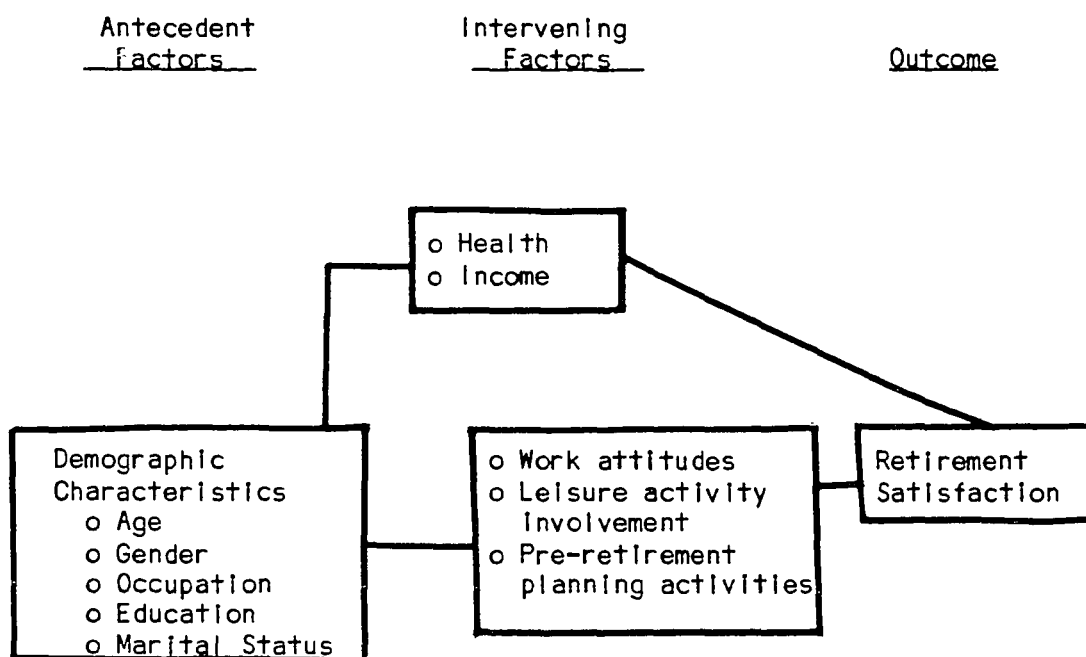 Antecedent
Factors
Intervening
Factors
Outcome
o Health
o Income
Demographic
Characteristics
o Age
o Gender
o Occupation
o Education
o Marital Status
o Work attitudes
o Leisure activity
involvement
o Pre-retirement
planning activities
Retirement
Satisfaction